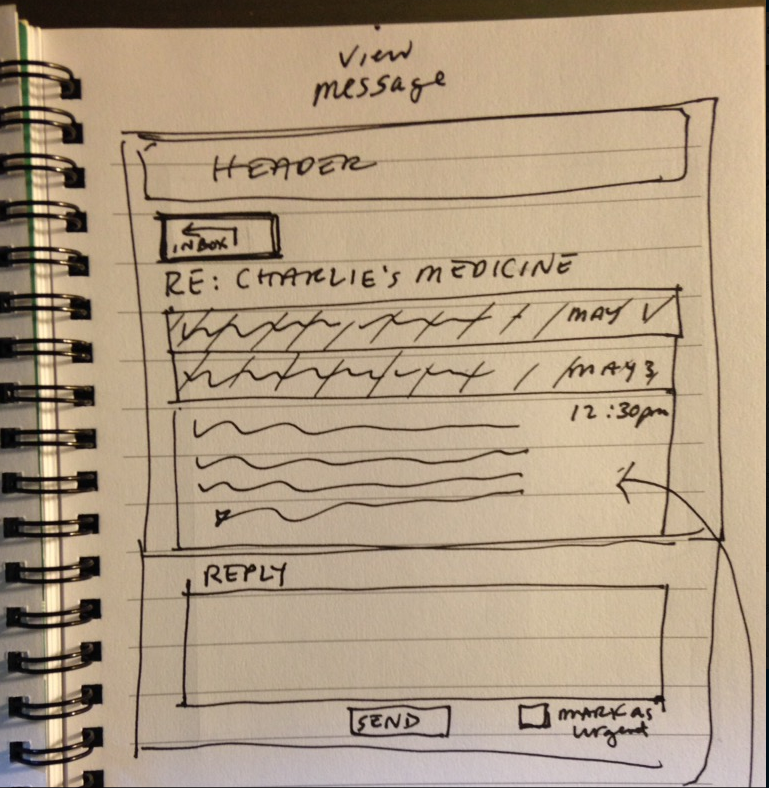 View
message
HEADER
INBOX
RE: CHARLIE'S MEDICINE
MAY 1
MAY 3
12:30pm
REPLY
SEND
MARK as
urgent